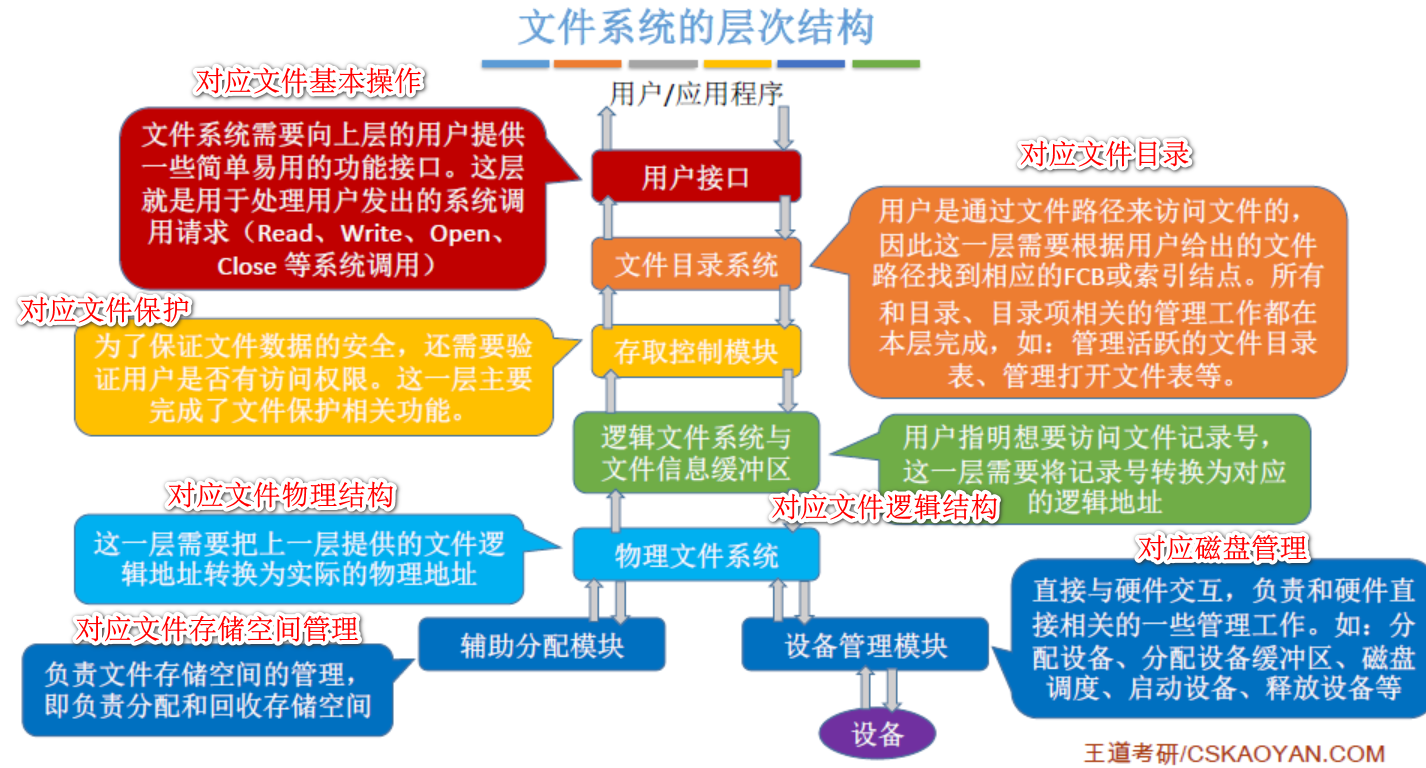 文件系统的层次结构
对应文件基本操作
用户/应用程序
文件系统需要向上层的用户提供
一些简单易用的功能接口。这层
就是用于处理用户发出的系统调
用请求（Read、Write、Open、
Close 等系统调用）
用户接口
对应文件目录
用户是通过文件路径来访问文件的，
因此这一层需要根据用户给出的文件
路径找到相应的FCB或索引结点。所有
和目录、目录项相关的管理工作都在
本层完成，如：管理活跃的文件目录
表、管理打开文件表等。
文件目录系统
对应文件保护
为了保证文件数据的安全，还需要验
证用户是否有访问权限。这一层主要
完成了文件保护相关功能。
存取控制模块
逻辑文件系统与
文件信息缓冲区
用户指明想要访问文件记录号，
这一层需要将记录号转换为对应
的逻辑地址
对应文件逻辑结构
对应文件物理结构
这一层需要把上一层提供的文件逻
辑地址转换为实际的物理地址
物理文件系统
对应磁盘管理
直接与硬件交互，负责和硬件直
接相关的一些管理工作。如：分
配设备、分配设备缓冲区、磁盘
调度、启动设备、释放设备等
对应文件存储空间管理
负责文件存储空间的管理，
即负责分配和回收存储空间
辅助分配模块
设备管理模块
设备
王道考研/CSKAOYAN.COM